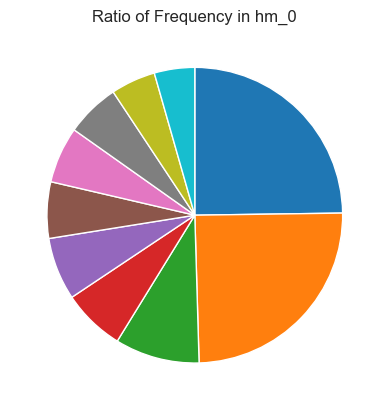 Ratio of Frequency in hm_0